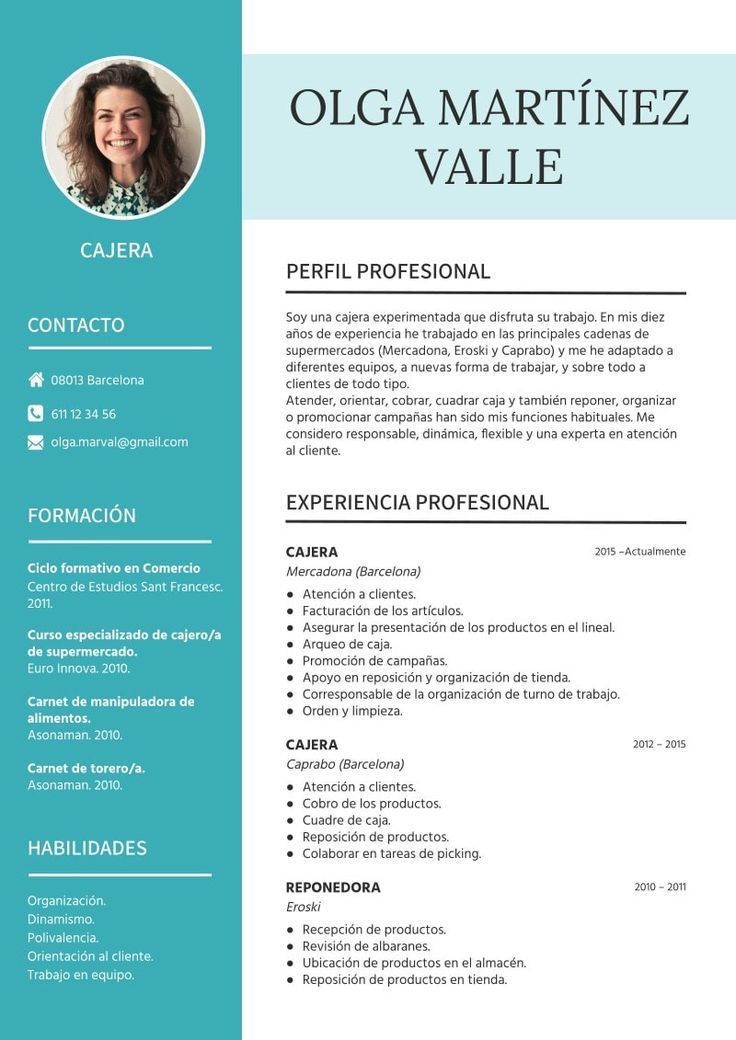 OLGA MARTÍNEZ
VALLE
CAJERA
CONTACTO
08013 Barcelona
611 12 34 56
olga.marval@gmail.com
FORMACIÓN
Ciclo formativo en Comercio
Centro de Estudios Sant Francesc.
2011.
Curso especializado de cajero/a
de supermercado.
Euro Innova. 2010.
Carnet de manipuladora de
alimentos.
Asonaman. 2010.
Carnet de torero/a.
Asonaman. 2010.
HABILIDADES
Organización.
Dinamismo.
Polivalencia.
Orientación al cliente.
Trabajo en equipo.
PERFIL PROFESIONAL
Soy una cajera experimentada que disfruta su trabajo. En mis diez
años de experiencia he trabajado en las principales cadenas de
supermercados (Mercadona, Eroski y Caprabo) y me he adaptado a
diferentes equipos, a nuevas forma de trabajar, y sobre todo a
clientes de todo tipo.
Atender, orientar, cobrar, cuadrar caja y también reponer, organizar
o promocionar campañas han sido mis funciones habituales. Me
considero responsable, dinámica, flexible y una experta en atención
al cliente.
EXPERIENCIA PROFESIONAL
CAJERA 2015 –Actualmente
Mercadona (Barcelona)
● Atención a clientes.
● Facturación de los artículos.
● Asegurar la presentación de los productos en el lineal.
● Arqueo de caja.
● Promoción de campañas.
● Apoyo en reposición y organización de tienda.
● Corresponsable de la organización de turno de trabajo.
● Orden y limpieza.
CAJERA 2012 – 2015
Caprabo (Barcelona)
● Atención a clientes.
● Cobro de los productos.
● Cuadre de caja.
● Reposición de productos.
● Colaborar en tareas de picking.
REPONEDORA 2010 – 2011
Eroski
● Recepción de productos.
● Revisión de albaranes.
● Ubicación de productos en el almacén.
● Reposición de productos en tienda.